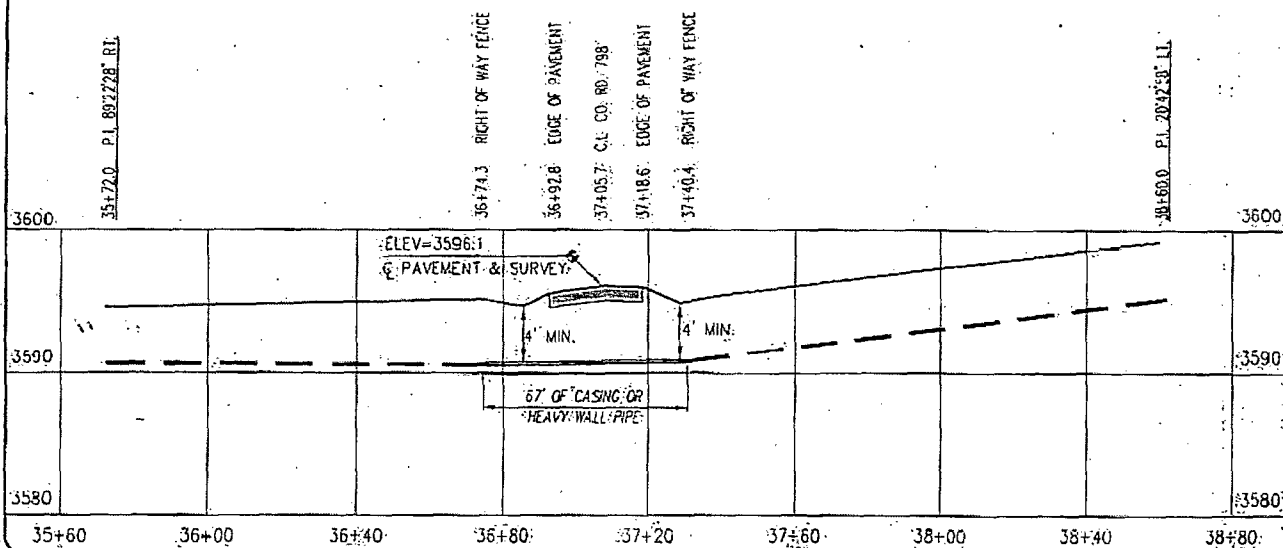 35+72.0 P.I. 89°22'28" RT.
36+74.3 RIGHT OF WAY FENCE
36+92.8 EDGE OF PAVEMENT
37+05.7 C.L. CO. RD. 798
37+18.6 EDGE OF PAVEMENT
37+40.4 RIGHT OF WAY FENCE
38+60.0 P.I. 20°42'58" LT.
3600 3600
ELEV=3596.1
℄ PAVEMENT & SURVEY
4' MIN. 4' MIN.
3590 3590
67' OF CASING OR
HEAVY WALL PIPE
3580 3580
35+60 36+00 36+40 36+80 37+20 37+60 38+00 38+40 38+80